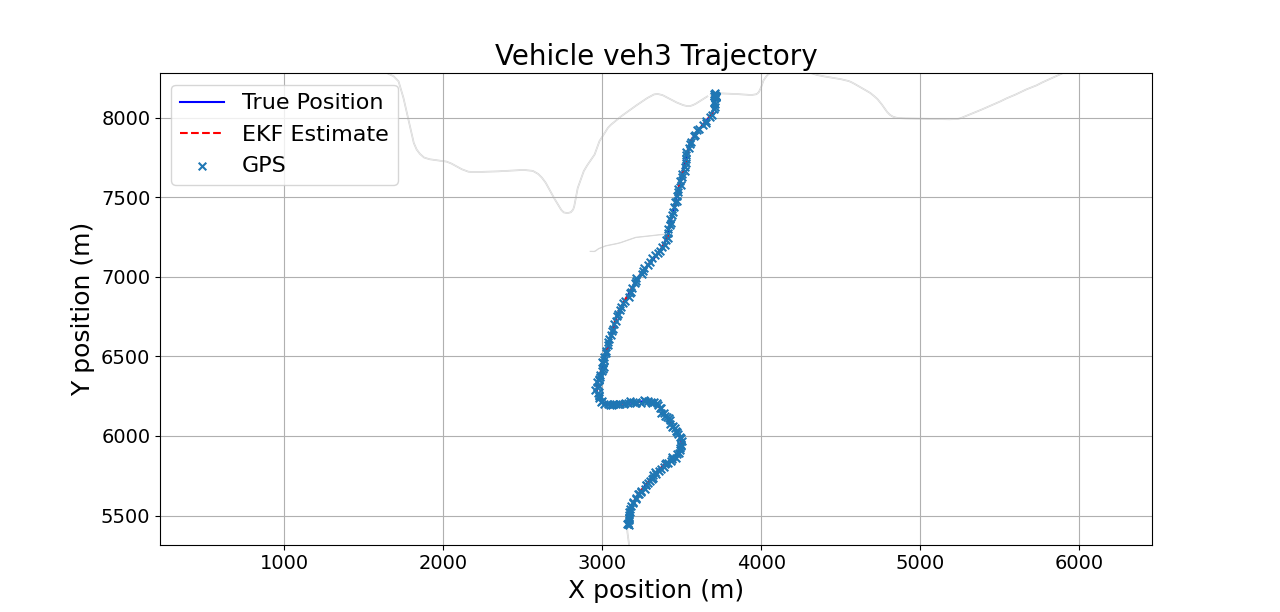 Vehicle veh3 Trajectory
True Position
EKF Estimate
GPS
8000
7500
7000
6500
6000
5500
Y position (m)
1000 2000 3000 4000 5000 6000
X position (m)